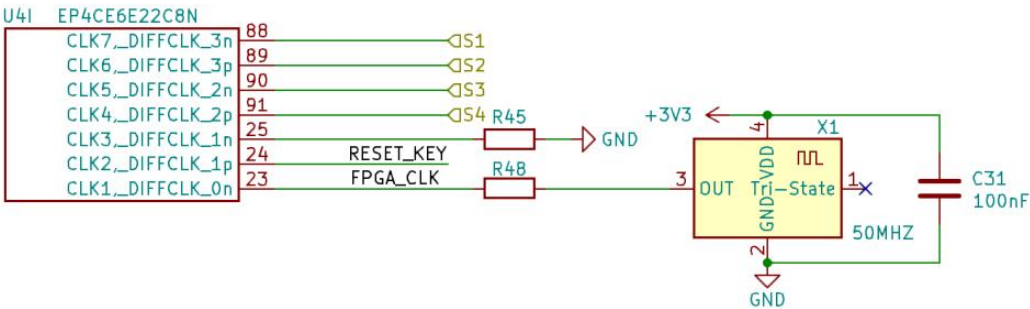 U4I EP4CE6E22C8N
CLK7,_DIFFCLK_3n 88 S1
CLK6,_DIFFCLK_3p 89 S2
CLK5,_DIFFCLK_2n 90 S3
CLK4,_DIFFCLK_2p 91 S4
CLK3,_DIFFCLK_1n 25 R45 GND
CLK2,_DIFFCLK_1p 24 RESET_KEY
CLK1,_DIFFCLK_0n 23 FPGA_CLK R48
+3V3
4 X1
VDD
3 OUT Tri-State 1
GND
2
50MHZ
GND
C31
100nF